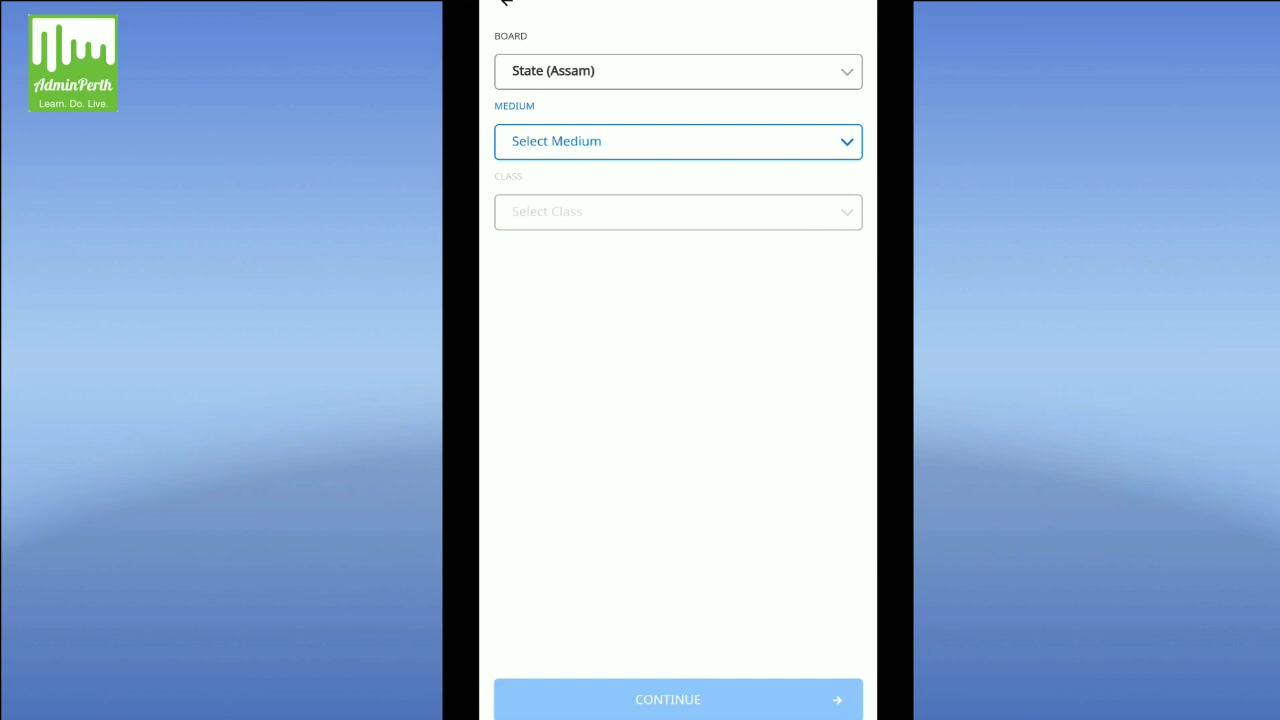 AdminPerth
Learn. Do. Live.
BOARD
State (Assam)
MEDIUM
Select Medium
CLASS
Select Class
CONTINUE